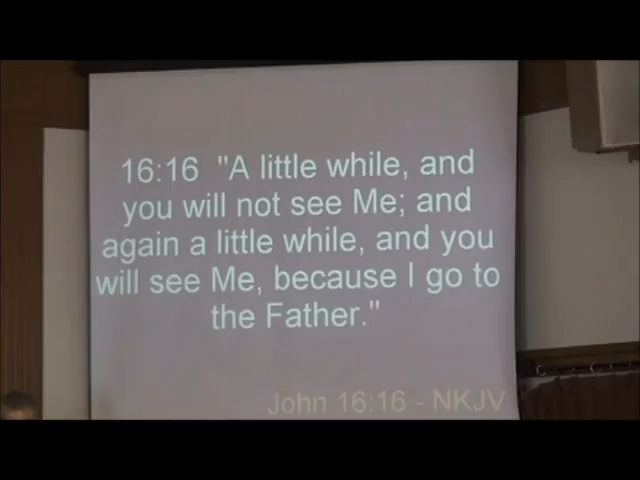 16:16 "A little while, and
you will not see Me; and
again a little while, and you
will see Me, because I go to
the Father."
John 16:16 - NKJV